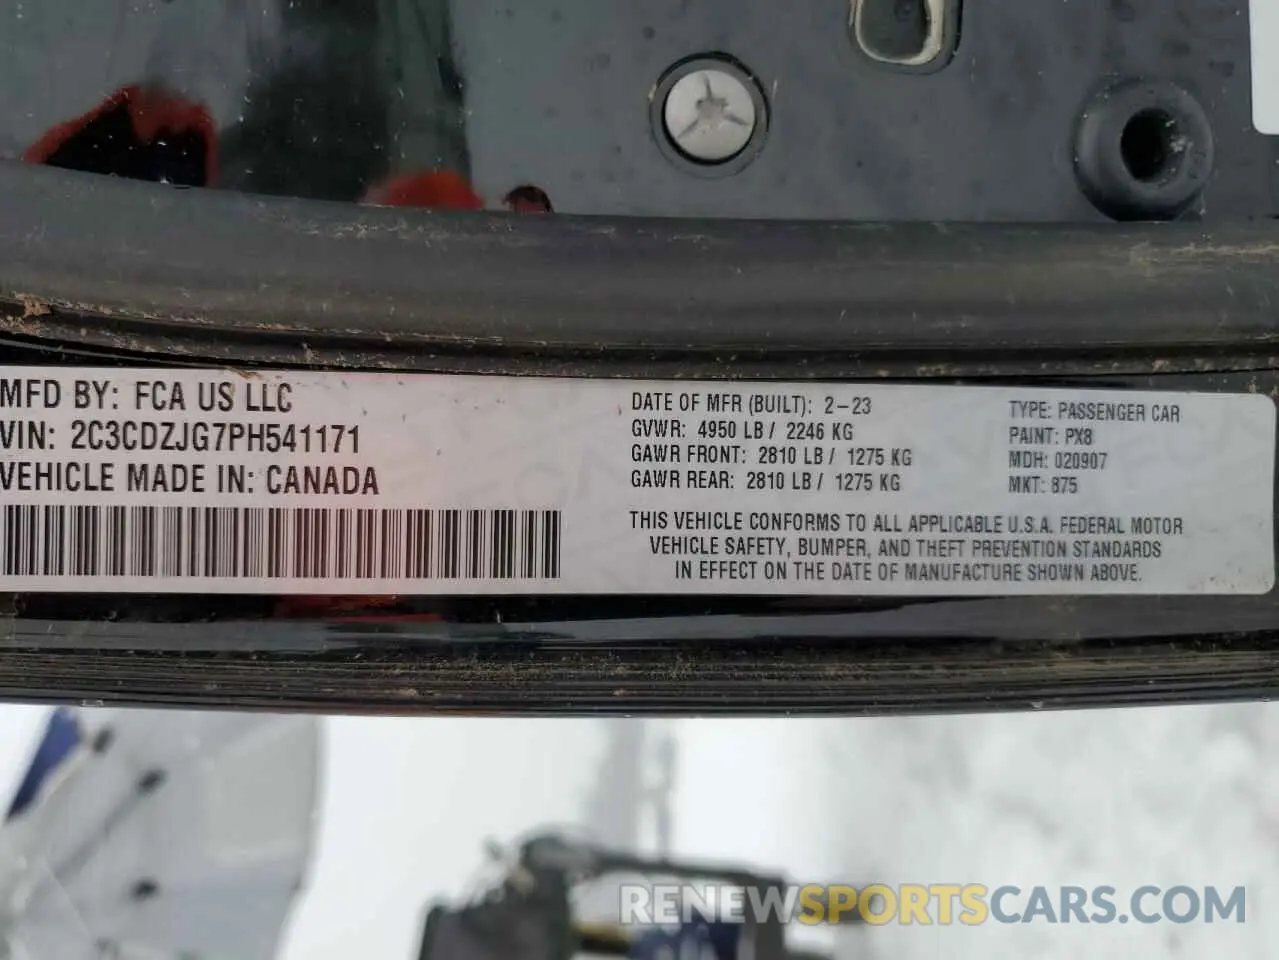 MFD BY: FCA US LLC
VIN: 2C3CDZJG7PH541171
VEHICLE MADE IN: CANADA
DATE OF MFR (BUILT): 2-23
GVWR: 4950 LB / 2246 KG
GAWR FRONT: 2810 LB / 1275 KG
GAWR REAR: 2810 LB / 1275 KG
TYPE: PASSENGER CAR
PAINT: PX8
MDH: 020907
MKT: 875
THIS VEHICLE CONFORMS TO ALL APPLICABLE U.S.A. FEDERAL MOTOR
VEHICLE SAFETY, BUMPER, AND THEFT PREVENTION STANDARDS
IN EFFECT ON THE DATE OF MANUFACTURE SHOWN ABOVE.
RENEWSPORTSCARS.COM